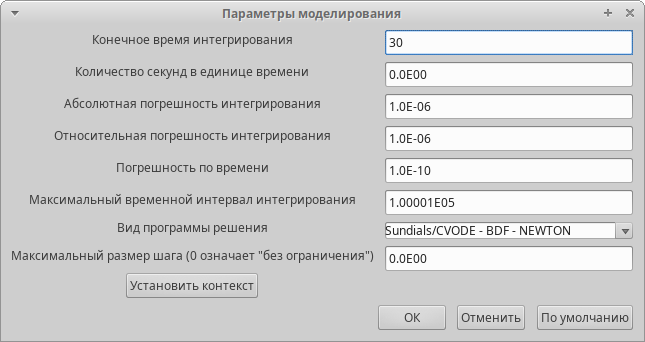 Параметры моделирования
Конечное время интегрирования 30
Количество секунд в единице времени 0.0E00
Абсолютная погрешность интегрирования 1.0E-06
Относительная погрешность интегрирования 1.0E-06
Погрешность по времени 1.0E-10
Максимальный временной интервал интегрирования 1.00001E05
Вид программы решения Sundials/CVODE - BDF - NEWTON
Максимальный размер шага (0 означает "без ограничения") 0.0E00
Установить контекст
ОК Отменить По умолчанию